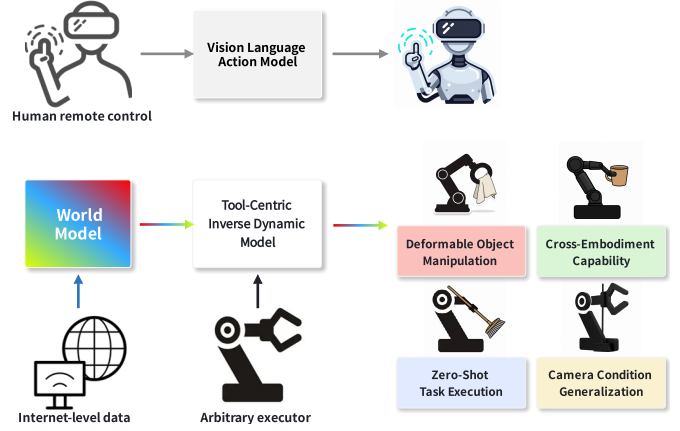 Vision Language
Action Model
Human remote control
World
Model
Tool-Centric
Inverse Dynamic
Model
Deformable Object
Manipulation
Cross-Embodiment
Capability
Zero-Shot
Task Execution
Camera Condition
Generalization
Internet-level data
Arbitrary executor